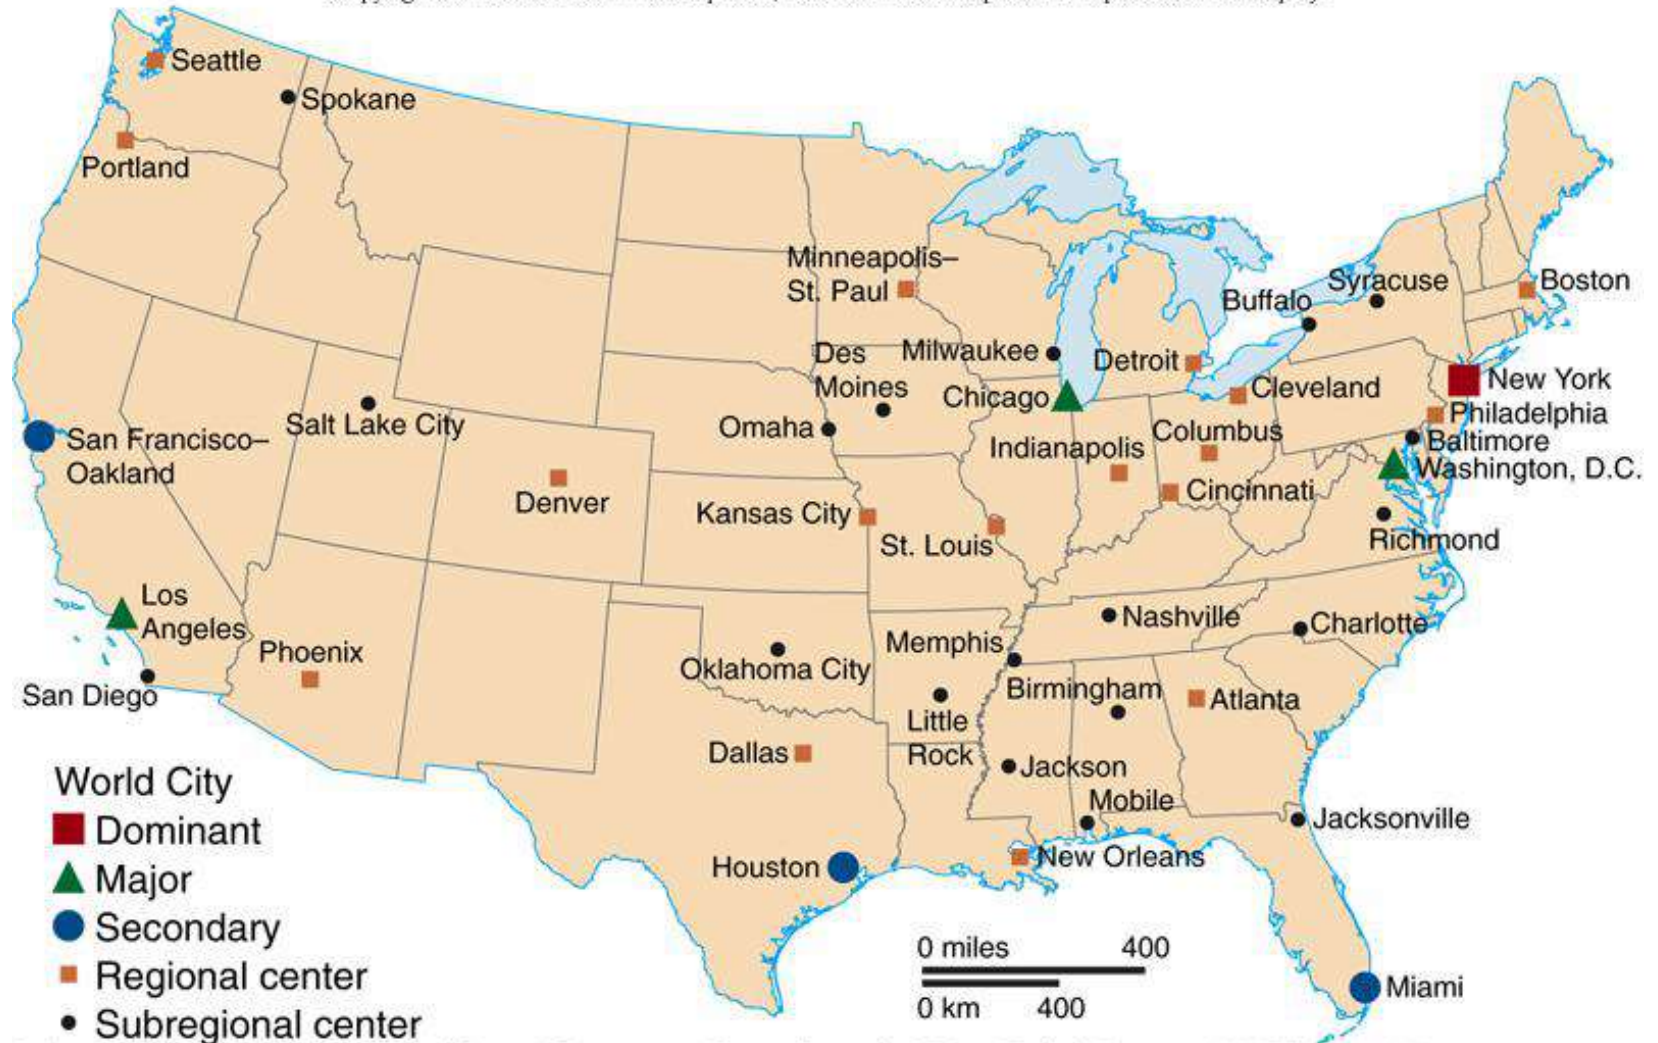 Seattle
Spokane
Portland
Minneapolis–
St. Paul
Syracuse
Boston
Buffalo
Des
Moines
Milwaukee
Detroit
Chicago
Cleveland
New York
Philadelphia
Salt Lake City
Omaha
Columbus
Baltimore
San Francisco–
Oakland
Indianapolis
Washington, D.C.
Denver
Cincinnati
Kansas City
St. Louis
Richmond
Los
Angeles
Nashville
Charlotte
Phoenix
Memphis
Oklahoma City
San Diego
Birmingham
Atlanta
Little
Rock
Dallas
Jackson
Mobile
Jacksonville
New Orleans
Houston
Miami
World City
Dominant
Major
Secondary
Regional center
Subregional center
0 miles 400
0 km 400